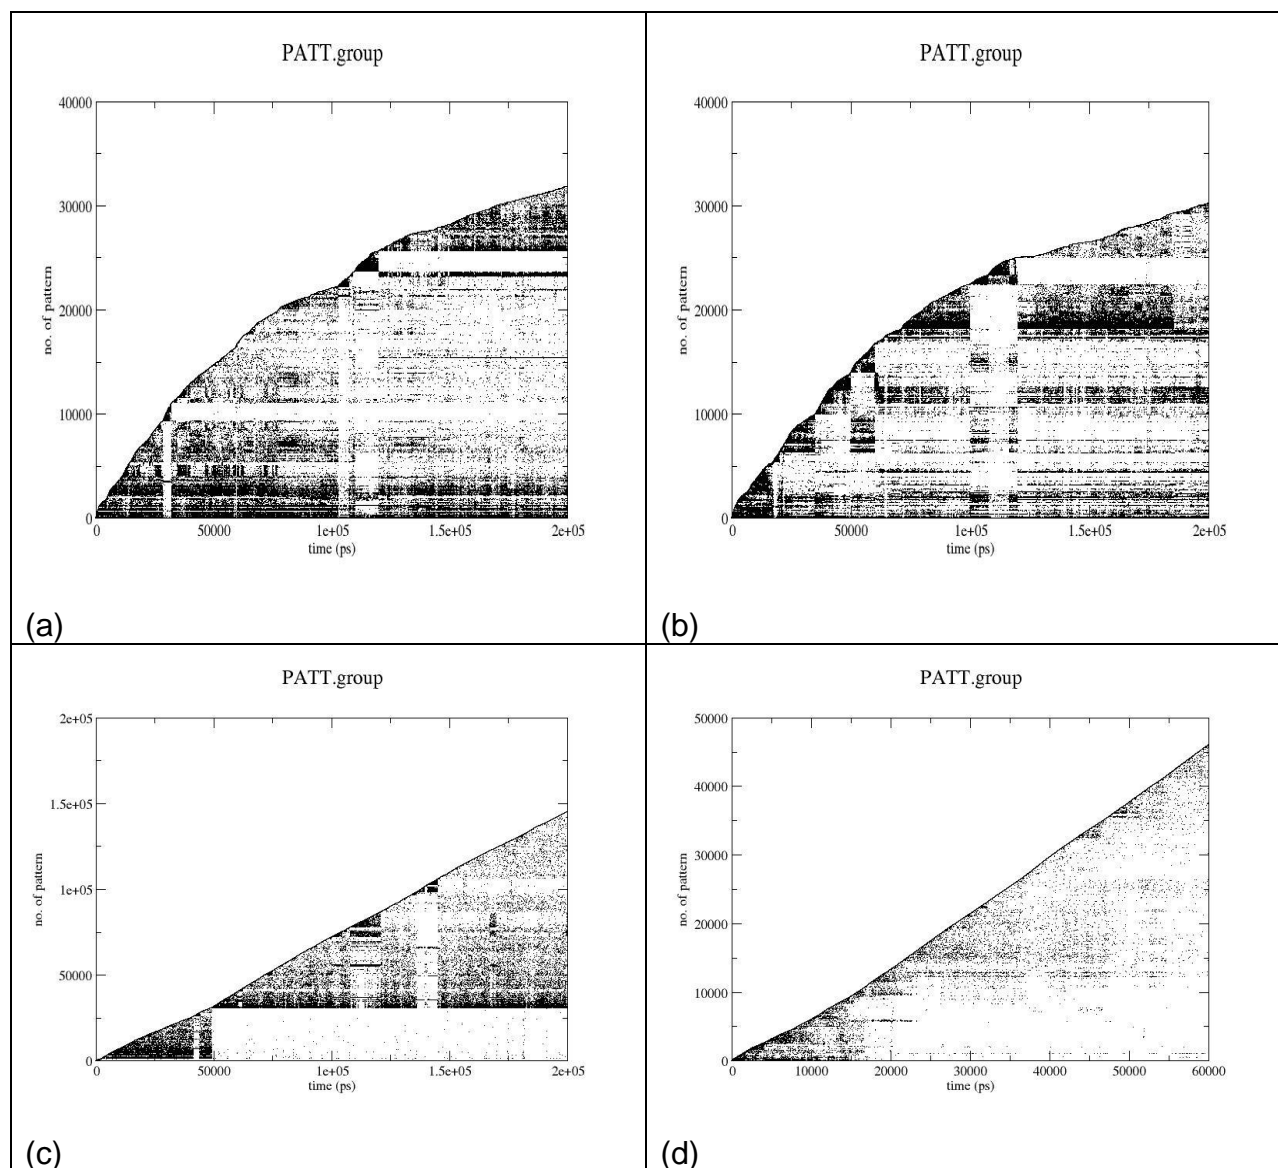 PATT.group
40000
30000
20000
10000
0
no. of pattern
0 50000 1e+05 1.5e+05 2e+05
time (ps)
(a)
PATT.group
40000
30000
20000
10000
0
no. of pattern
0 50000 1e+05 1.5e+05 2e+05
time (ps)
(b)
PATT.group
2e+05
1.5e+05
1e+05
50000
0
no. of pattern
0 50000 1e+05 1.5e+05 2e+05
time (ps)
(c)
PATT.group
50000
40000
30000
20000
10000
0
no. of pattern
0 10000 20000 30000 40000 50000 60000
time (ps)
(d)